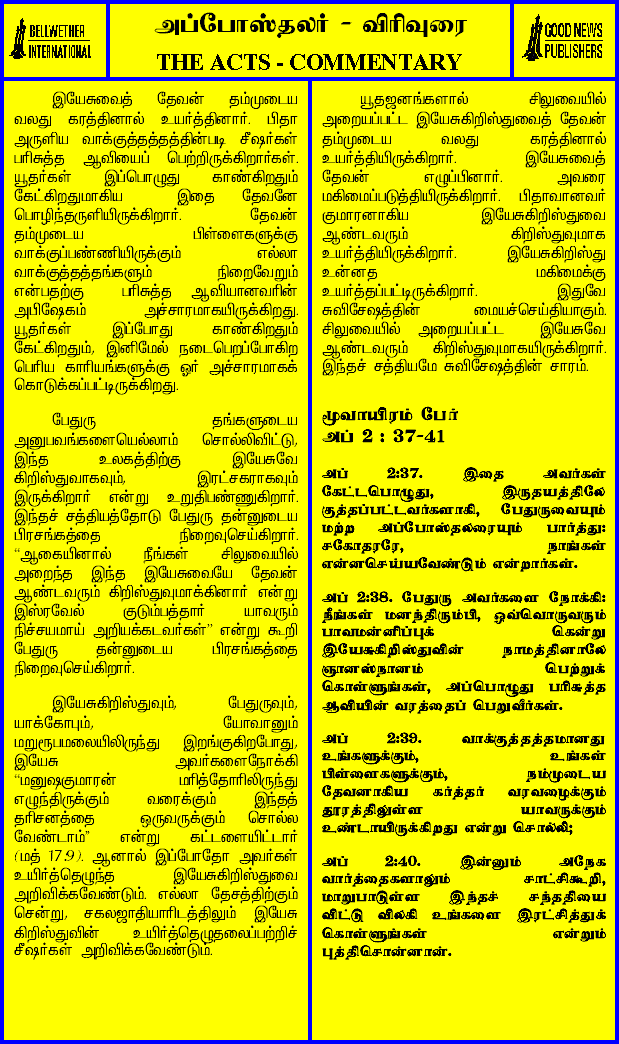 BELLWETHER
INTERNATIONAL
அப்போஸ்தலர் - விரிவுரை
THE ACTS - COMMENTARY
GOOD NEWS
PUBLISHERS
இயேசுவைத் தேவன் தம்முடைய
வலது கரத்தினால் உயர்த்தினார். பிதா
அருளிய வாக்குத்தத்தத்தின்படி சீஷர்கள்
பரிசுத்த ஆவியைப் பெற்றிருக்கிறார்கள்.
யூதர்கள் இப்பொழுது காண்கிறதும்
கேட்கிறதுமாகிய இதை தேவனே
பொழிந்தருளியிருக்கிறார். தேவன்
தம்முடைய பிள்ளைகளுக்கு
வாக்குப்பண்ணியிருக்கும் எல்லா
வாக்குத்தத்தங்களும் நிறைவேறும்
என்பதற்கு பரிசுத்த ஆவியானவரின்
அபிஷேகம் அச்சாரமாகயிருக்கிறது.
யூதர்கள் இப்போது காண்கிறதும்
கேட்கிறதும், இனிமேல் நடைபெறப்போகிற
பெரிய காரியங்களுக்கு ஓர் அச்சாரமாகக்
கொடுக்கப்பட்டிருக்கிறது.
பேதுரு தங்களுடைய
அனுபவங்களையெல்லாம் சொல்லிவிட்டு,
இந்த உலகத்திற்கு இயேசுவே
கிறிஸ்துவாகவும், இரட்சகராகவும்
இருக்கிறார் என்று உறுதிபண்ணுகிறார்.
இந்தச் சத்தியத்தோடு பேதுரு தன்னுடைய
பிரசங்கத்தை நிறைவுசெய்கிறார்.
“ஆகையினால் நீங்கள் சிலுவையில்
அறைந்த இந்த இயேசுவையே தேவன்
ஆண்டவரும் கிறிஸ்துவுமாக்கினார் என்று
இஸ்ரவேல் குடும்பத்தார் யாவரும்
நிச்சயமாய் அறியக்கடவர்கள்” என்று கூறி
பேதுரு தன்னுடைய பிரசங்கத்தை
நிறைவுசெய்கிறார்.
இயேசுகிறிஸ்துவும், பேதுருவும்,
யாக்கோபும், யோவானும்
மறுரூபமலையிலிருந்து இறங்குகிறபோது,
இயேசு அவர்களைநோக்கி
“மனுஷகுமாரன் மரித்தோரிலிருந்து
எழுந்திருக்கும் வரைக்கும் இந்தத்
தரிசனத்தை ஒருவருக்கும் சொல்ல
வேண்டாம்” என்று கட்டளையிட்டார்
(மத் 17:9). ஆனால் இப்போதோ அவர்கள்
உயிர்த்தெழுந்த இயேசுகிறிஸ்துவை
அறிவிக்கவேண்டும். எல்லா தேசத்திற்கும்
சென்று, சகலஜாதியாரிடத்திலும் இயேசு
கிறிஸ்துவின் உயிர்த்தெழுதலைப்பற்றிச்
சீஷர்கள் அறிவிக்கவேண்டும்.
யூதஜனங்களால் சிலுவையில்
அறையப்பட்ட இயேசுகிறிஸ்துவைத் தேவன்
தம்முடைய வலது கரத்தினால்
உயர்த்தியிருக்கிறார். இயேசுவைத்
தேவன் எழுப்பினார். அவரை
மகிமைப்படுத்தியிருக்கிறார். பிதாவானவர்
குமாரனாகிய இயேசுகிறிஸ்துவை
ஆண்டவரும் கிறிஸ்துவுமாக
உயர்த்தியிருக்கிறார். இயேசுகிறிஸ்து
உன்னத மகிமைக்கு
உயர்த்தப்பட்டிருக்கிறார். இதுவே
சுவிசேஷத்தின் மையச்செய்தியாகும்.
சிலுவையில் அறையப்பட்ட இயேசுவே
ஆண்டவரும் கிறிஸ்துவுமாகயிருக்கிறார்.
இந்தச் சத்தியமே சுவிசேஷத்தின் சாரம்.
மூவாயிரம் பேர்
அப் 2 : 37-41
அப் 2:37. இதை அவர்கள்
கேட்டபொழுது, இருதயத்திலே
குத்தப்பட்டவர்களாகி, பேதுருவையும்
மற்ற அப்போஸ்தலரையும் பார்த்து:
சகோதரரே, நாங்கள்
என்னசெய்யவேண்டும் என்றார்கள்.
அப் 2:38. பேதுரு அவர்களை நோக்கி:
நீங்கள் மனந்திரும்பி, ஒவ்வொருவரும்
பாவமன்னிப்புக் கென்று
இயேசுகிறிஸ்துவின் நாமத்தினாலே
ஞானஸ்நானம் பெற்றுக்
கொள்ளுங்கள், அப்பொழுது பரிசுத்த
ஆவியின் வரத்தைப் பெறுவீர்கள்.
அப் 2:39. வாக்குத்தத்தமானது
உங்களுக்கும், உங்கள்
பிள்ளைகளுக்கும், நம்முடைய
தேவனாகிய கர்த்தர் வரவழைக்கும்
தூரத்திலுள்ள யாவருக்கும்
உண்டாயிருக்கிறது என்று சொல்லி;
அப் 2:40. இன்னும் அநேக
வார்த்தைகளாலும் சாட்சிகூறி,
மாறுபாடுள்ள இந்தச் சந்ததியை
விட்டு விலகி உங்களை இரட்சித்துக்
கொள்ளுங்கள் என்றும்
புத்திசொன்னான்.